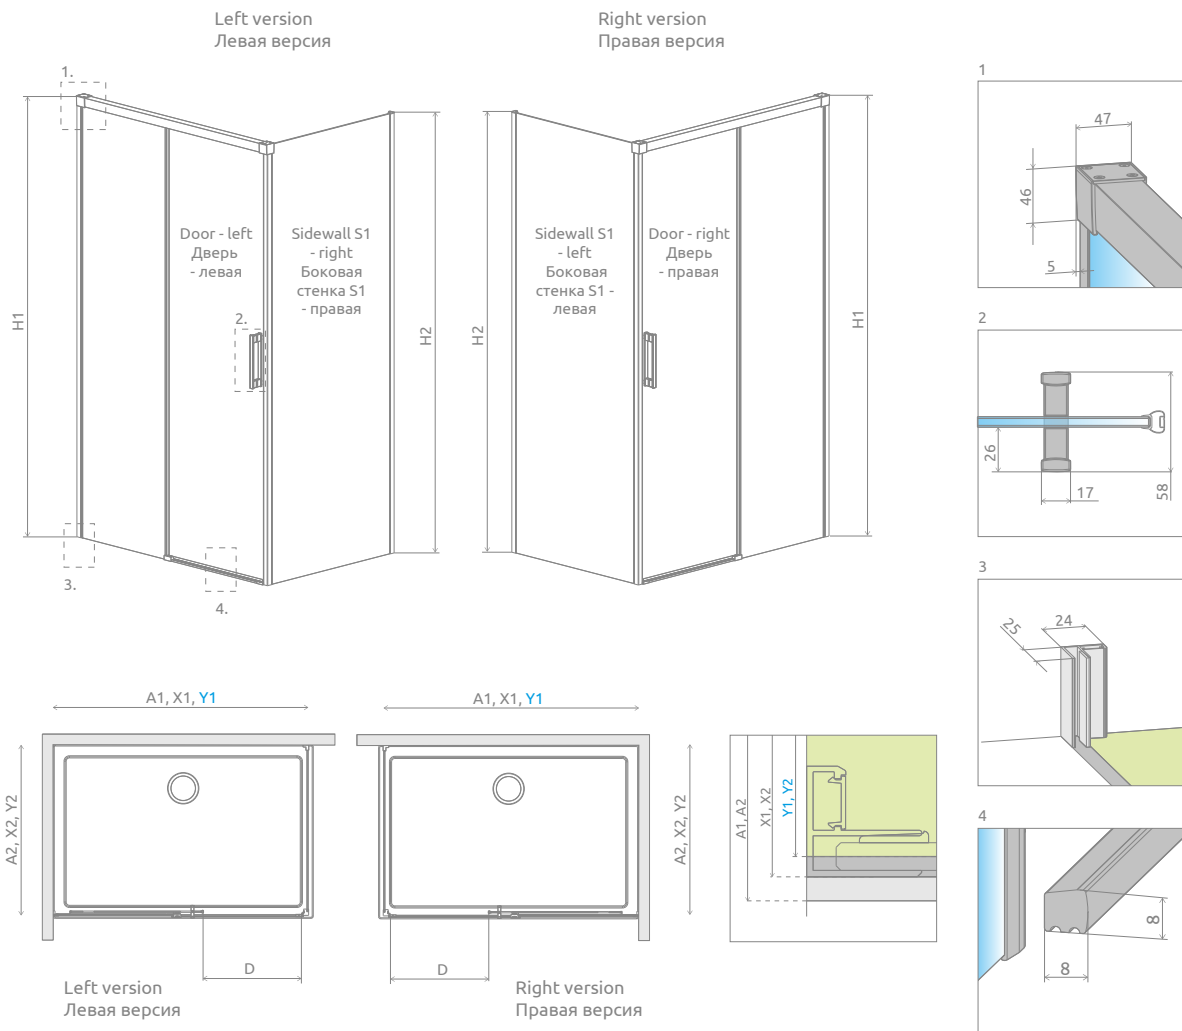 Left version
Левая версия
Right version
Правая версия
1.
H1
Door - left
Дверь
- левая
Sidewall S1
- right
Боковая
стенка S1
- правая
2.
H2
3.
4.
H2
Sidewall S1
- left
Боковая
стенка S1 -
левая
Door - right
Дверь
- правая
H1
1
47
46
5
2
26
17
58
3
25
24
4
8
8
A1, X1, Y1
A2, X2, Y2
D
Left version
Левая версия
A1, X1, Y1
A2, X2, Y2
D
Right version
Правая версия
A1, A2
X1, X2
Y1, Y2